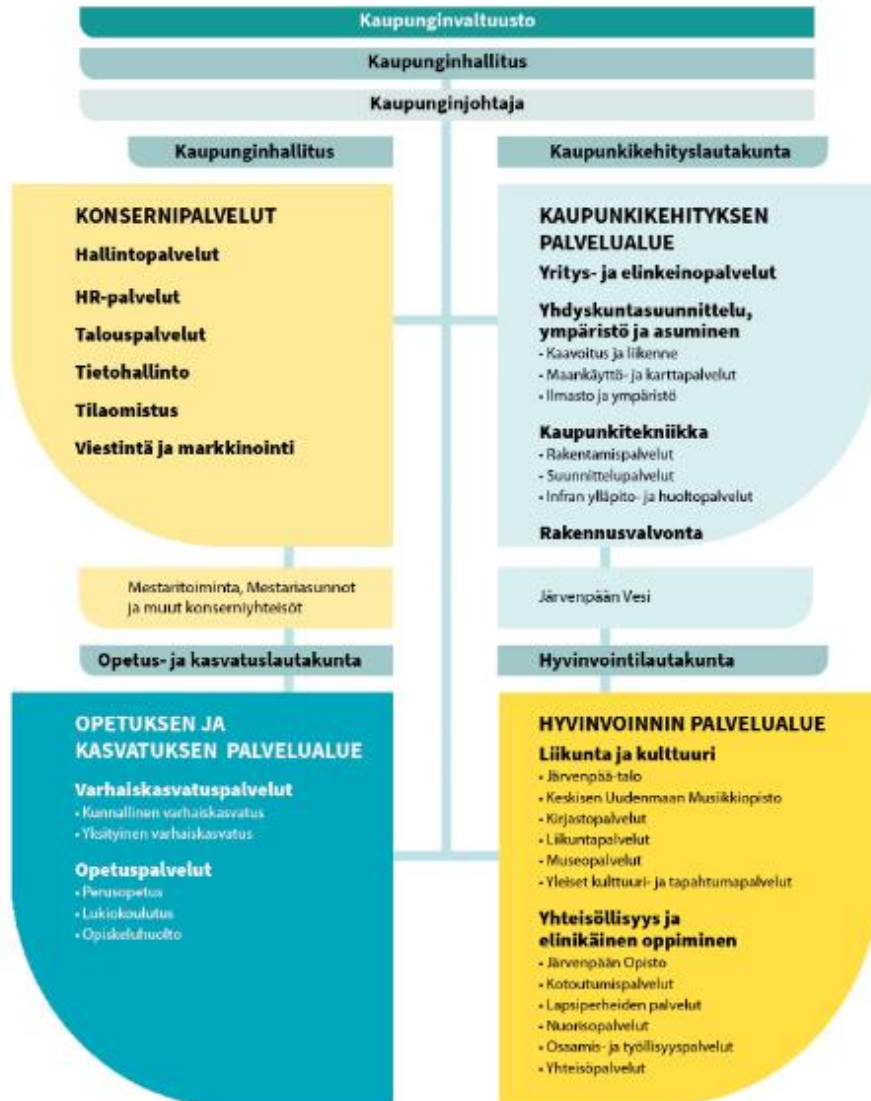 Kaupunginvaltuusto
Kaupunginhallitus
Kaupunginjohtaja
Kaupunginhallitus
KONSERNIPALVELUT
Hallintopalvelut
HR-palvelut
Talouspalvelut
Tietohallinto
Tilaomistus
Viestintä ja markkinointi
Mestaritoiminta, Mestariasunnot
ja muut konserniyhteisöt
Kaupunkikehityslautakunta
KAUPUNKIKEHITYKSEN
PALVELUALUE
Yritys- ja elinkeinopalvelut
Yhdyskuntasuunnittelu,
ympäristö ja asuminen
• Kaavoitus ja liikenne
• Maankäyttö- ja karttapalvelut
• Ilmasto ja ympäristö
Kaupunkitekniikka
• Rakentamispalvelut
• Suunnittelupalvelut
• Infran ylläpito- ja huoltopalvelut
Rakennusvalvonta
Järvenpään Vesi
Opetus- ja kasvatuslautakunta
OPETUKSEN JA
KASVATUKSEN PALVELUALUE
Varhaiskasvatuspalvelut
• Kunnallinen varhaiskasvatus
• Yksityinen varhaiskasvatus
Opetuspalvelut
• Perusopetus
• Lukiokoulutus
• Opiskeluhuolto
Hyvinvointilautakunta
HYVINVOINNIN PALVELUALUE
Liikunta ja kulttuuri
• Järvenpää-talo
• Keskisen Uudenmaan Musiikkiopisto
• Kirjastopalvelut
• Liikuntapalvelut
• Museopalvelut
• Yleiset kulttuuri- ja tapahtumapalvelut
Yhteisöllisyys ja
elinikäinen oppiminen
• Järvenpään Opisto
• Kotoutumispalvelut
• Lapsiperheiden palvelut
• Nuorisopalvelut
• Osaamis- ja työllisyyspalvelut
• Yhteisöpalvelut